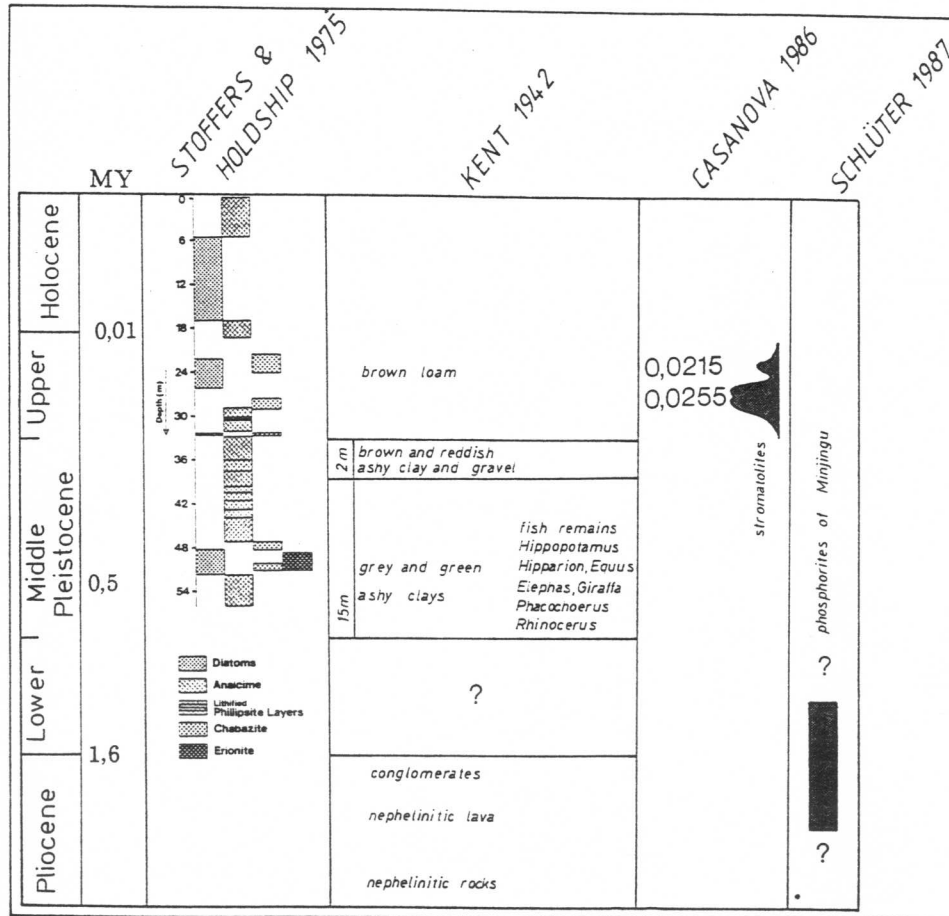 STOFFERS &
HOLDSHIP 1975
KENT 1942
CASANOVA 1986
SCHLÜTER 1987
MY
Holocene
Upper
Middle
Pleistocene
Lower
Pliocene
0,01
0,5
1,6
0
6
12
18
24
30
36
42
48
54
Depth (m)
Diatoms
Analcime
Lithified
Phillipsite Layers
Chabazite
Erionite
brown loam
2m
brown and reddish
ashy clay and gravel
15m
grey and green
ashy clays
fish remains
Hippopotamus
Hipparion, Equus
Elephas, Giraffa
Phacochoerus
Rhinocerus
?
conglomerates
nephelinitic lava
nephelinitic rocks
0,0215
0,0255
stromatolites
phosphorites of Minjingu
?
?